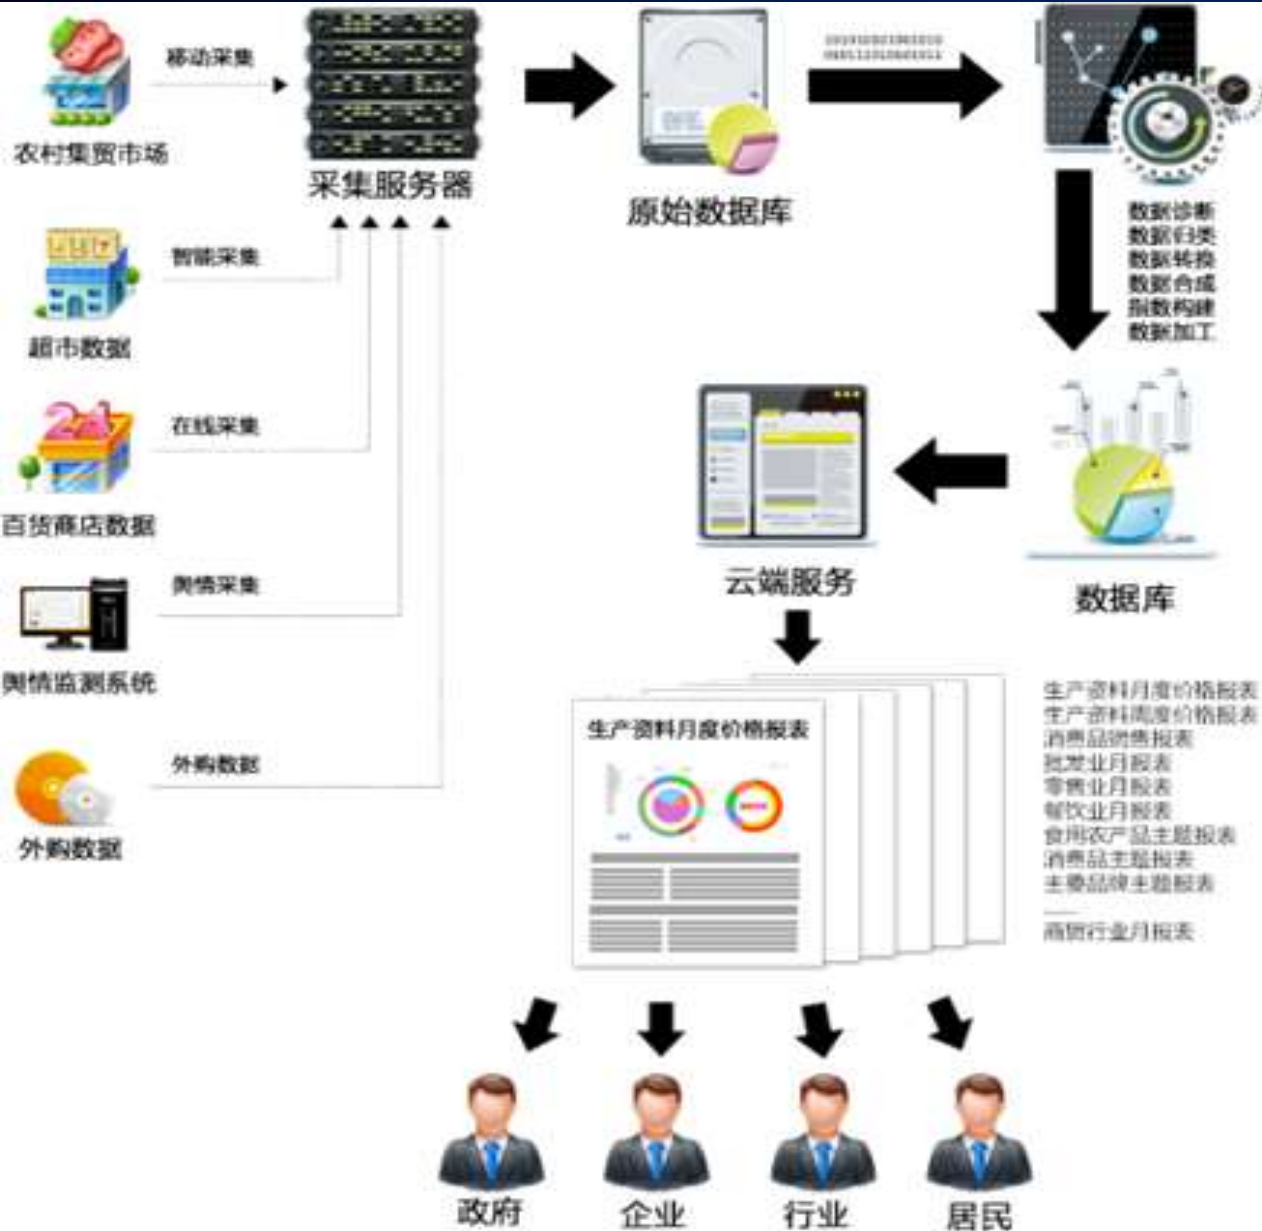 移动采集
农村集贸市场
采集服务器
原始数据库
数据诊断
数据归类
数据转换
数据合成
指数构建
数据加工
智能采集
超市数据
24
在线采集
百货商店数据
舆情采集
舆情监测系统
外购数据
外购数据
云端服务
数据库
生产资料月度价格报表
生产资料月度价格报表
生产资料周度价格报表
消费品销售报表
批发业月报表
零售业月报表
餐饮业月报表
食用农产品主题报表
消费品主题报表
主要品牌主题报表
商贸行业月报表
政府
企业
行业
居民